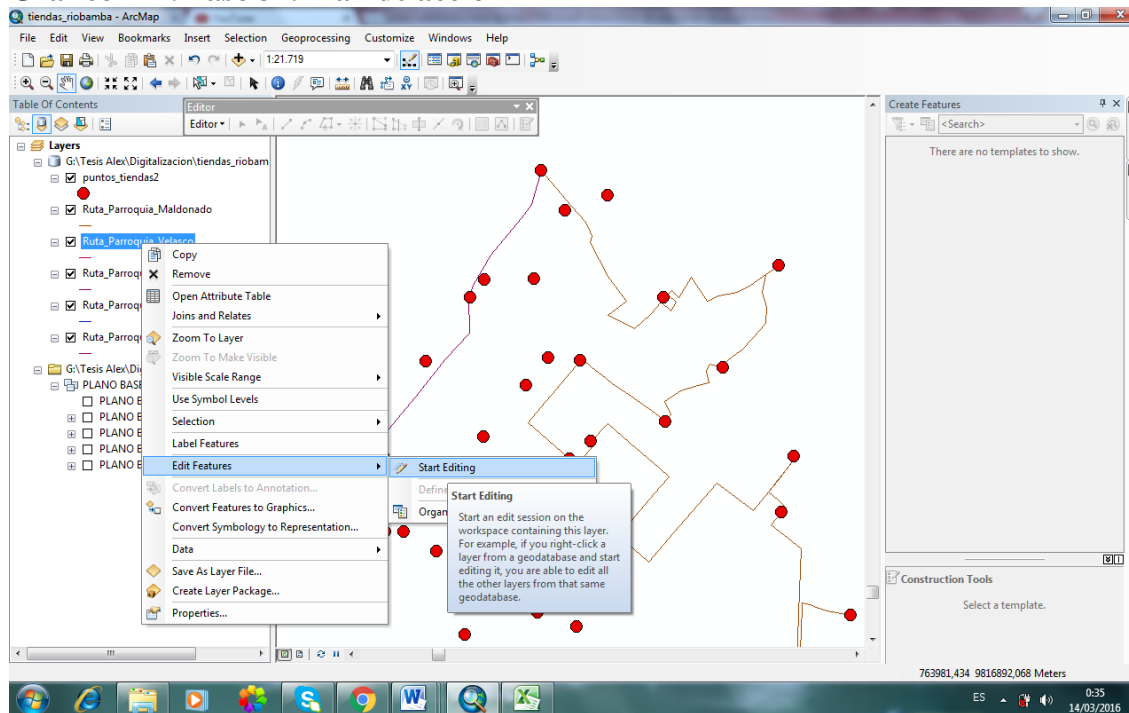 tiendas_riobamba - ArcMap
File Edit View Bookmarks Insert Selection Geoprocessing Customize Windows Help
1:21.719
Table Of Contents
Editor
Editor
Layers
G:\Tesis Alex\Digitalizacion\tiendas_riobam
puntos_tiendas2
Ruta_Parroquia_Maldonado
Ruta_Parroquia_Velasco
Ruta_Parroq
Ruta_Parroq
Ruta_Parroq
G:\Tesis Alex\Di
PLANO BASE
PLANO E
PLANO E
PLANO E
PLANO E
Copy
Remove
Open Attribute Table
Joins and Relates
Zoom To Layer
Zoom To Make Visible
Visible Scale Range
Use Symbol Levels
Selection
Label Features
Edit Features
Convert Labels to Annotation...
Convert Features to Graphics...
Convert Symbology to Representation...
Data
Save As Layer File...
Create Layer Package...
Properties...
Start Editing
Define
Organ
Start Editing
Start an edit session on the
workspace containing this layer.
For example, if you right-click a
layer from a geodatabase and start
editing it, you are able to edit all
the other layers from that same
geodatabase.
Create Features
<Search>
There are no templates to show.
Construction Tools
Select a template.
763981,434 9816892,068 Meters
ES
0:35
14/03/2016